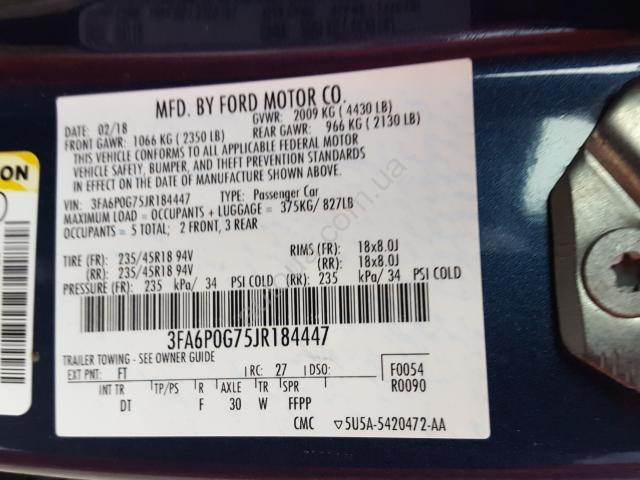 MFD. BY FORD MOTOR CO.
DATE: 02/18
GVWR: 2009 KG (4430 LB)
FRONT GAWR: 1066 KG (2350 LB)
REAR GAWR: 966 KG (2130 LB)
THIS VEHICLE CONFORMS TO ALL APPLICABLE FEDERAL MOTOR
VEHICLE SAFETY, BUMPER, AND THEFT PREVENTION STANDARDS
IN EFFECT ON THE DATE OF MANUFACTURE SHOWN ABOVE.
VIN: 3FA6P0G75JR184447 TYPE: Passenger Car
MAXIMUM LOAD = OCCUPANTS + LUGGAGE = 375KG/ 827LB
OCCUPANTS = 5 TOTAL: 2 FRONT, 3 REAR
TIRE (F): 235/45R18 94V RIMS (F): 18x8.0J
(R): 235/45R18 94V (R): 18x8.0J
PRESSURE (F): 235 kPa/ 34 PSI COLD (R): 235 kPa/ 34 PSI COLD
3FA6P0G75JR184447
TRAILER TOWING - SEE OWNER GUIDE
EXT PNT: FT RC: 27 DSO:
F0054
R0090
INT TR TP/PS R AXLE TR SPR
DT F 30 W FFPP
CMC ▽5U5A-5420472-AA